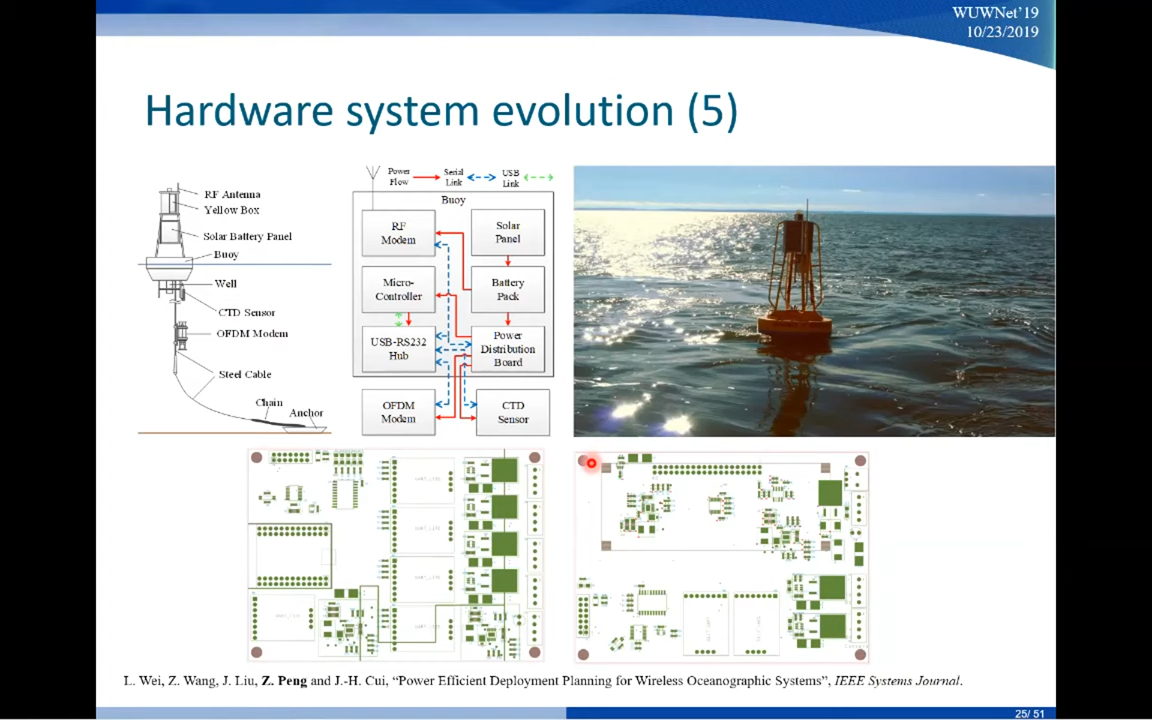 WUWNet'19
10/23/2019
Hardware system evolution (5)
RF Antenna
Yellow Box
Solar Battery Panel
Buoy
Well
CTD Sensor
OFDM Modem
Steel Cable
Chain
Anchor
Power
Flow
Serial
Link
USB
Link
Buoy
RF
Modem
Solar
Panel
Micro-
Controller
Battery
Pack
USB-RS232
Hub
Power
Distribution
Board
OFDM
Modem
CTD
Sensor
L. Wei, Z. Wang, J. Liu, Z. Peng and J.-H. Cui, “Power Efficient Deployment Planning for Wireless Oceanographic Systems”, IEEE Systems Journal.
25/ 51